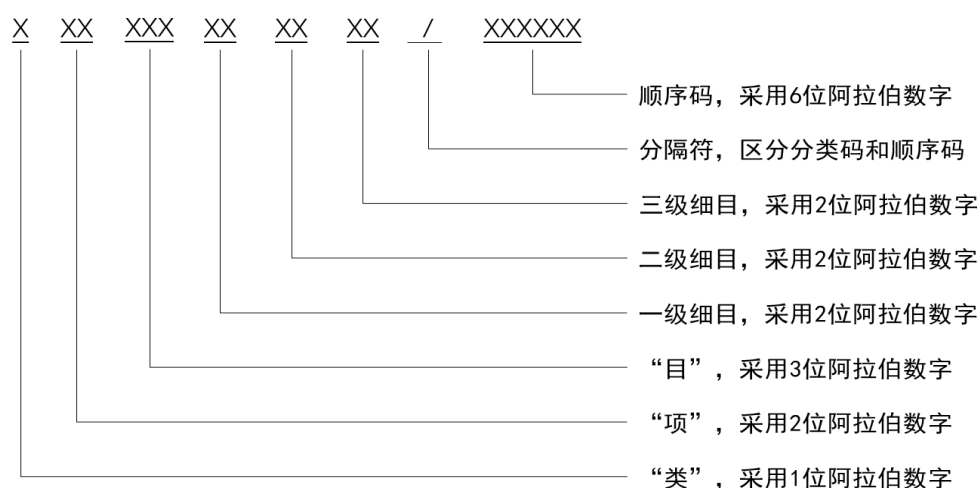 X XX XXX XX XX XX / XXXXXX
顺序码，采用6位阿拉伯数字
分隔符，区分分类码和顺序码
三级细目，采用2位阿拉伯数字
二级细目，采用2位阿拉伯数字
一级细目，采用2位阿拉伯数字
“目”，采用3位阿拉伯数字
“项”，采用2位阿拉伯数字
“类”，采用1位阿拉伯数字